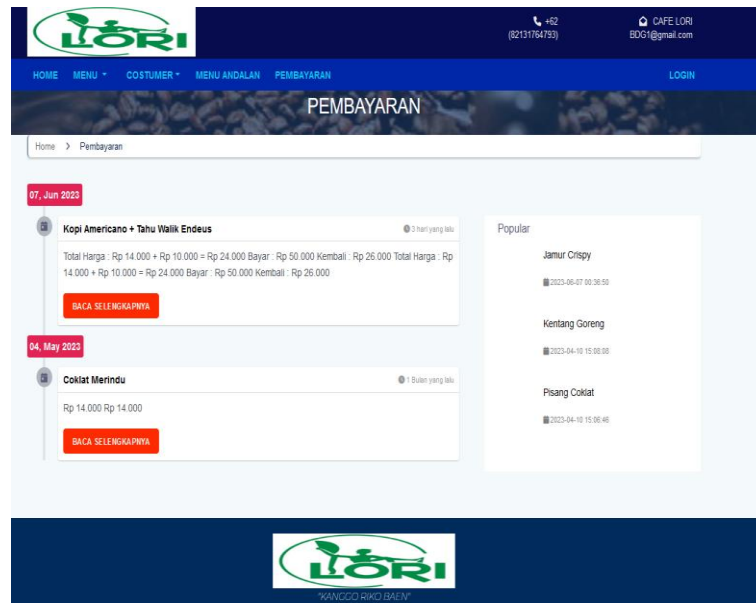 LORI
+62
(82131764793)
CAFE LORI
BDG1@gmail.com
HOME MENU COSTUMER MENU ANDALAN PEMBAYARAN LOGIN
PEMBAYARAN
Home > Pembayaran
07, Jun 2023
Kopi Americano + Tahu Walik Endeus
3 hari yang lalu
Total Harga : Rp 14.000 + Rp 10.000 = Rp 24.000 Bayar : Rp 50.000 Kembali : Rp 26.000 Total Harga : Rp
14.000 + Rp 10.000 = Rp 24.000 Bayar : Rp 50.000 Kembali : Rp 26.000
BACA SELENGKAPNYA
04, May 2023
Coklat Merindu
1 Bulan yang lalu
Rp 14.000 Rp 14.000
BACA SELENGKAPNYA
Popular
Jamur Crispy
2023-06-07 00:36:50
Kentang Goreng
2023-04-10 15:08:08
Pisang Coklat
2023-04-10 15:06:46
LORI
"KANGGO RIKO BAEN"